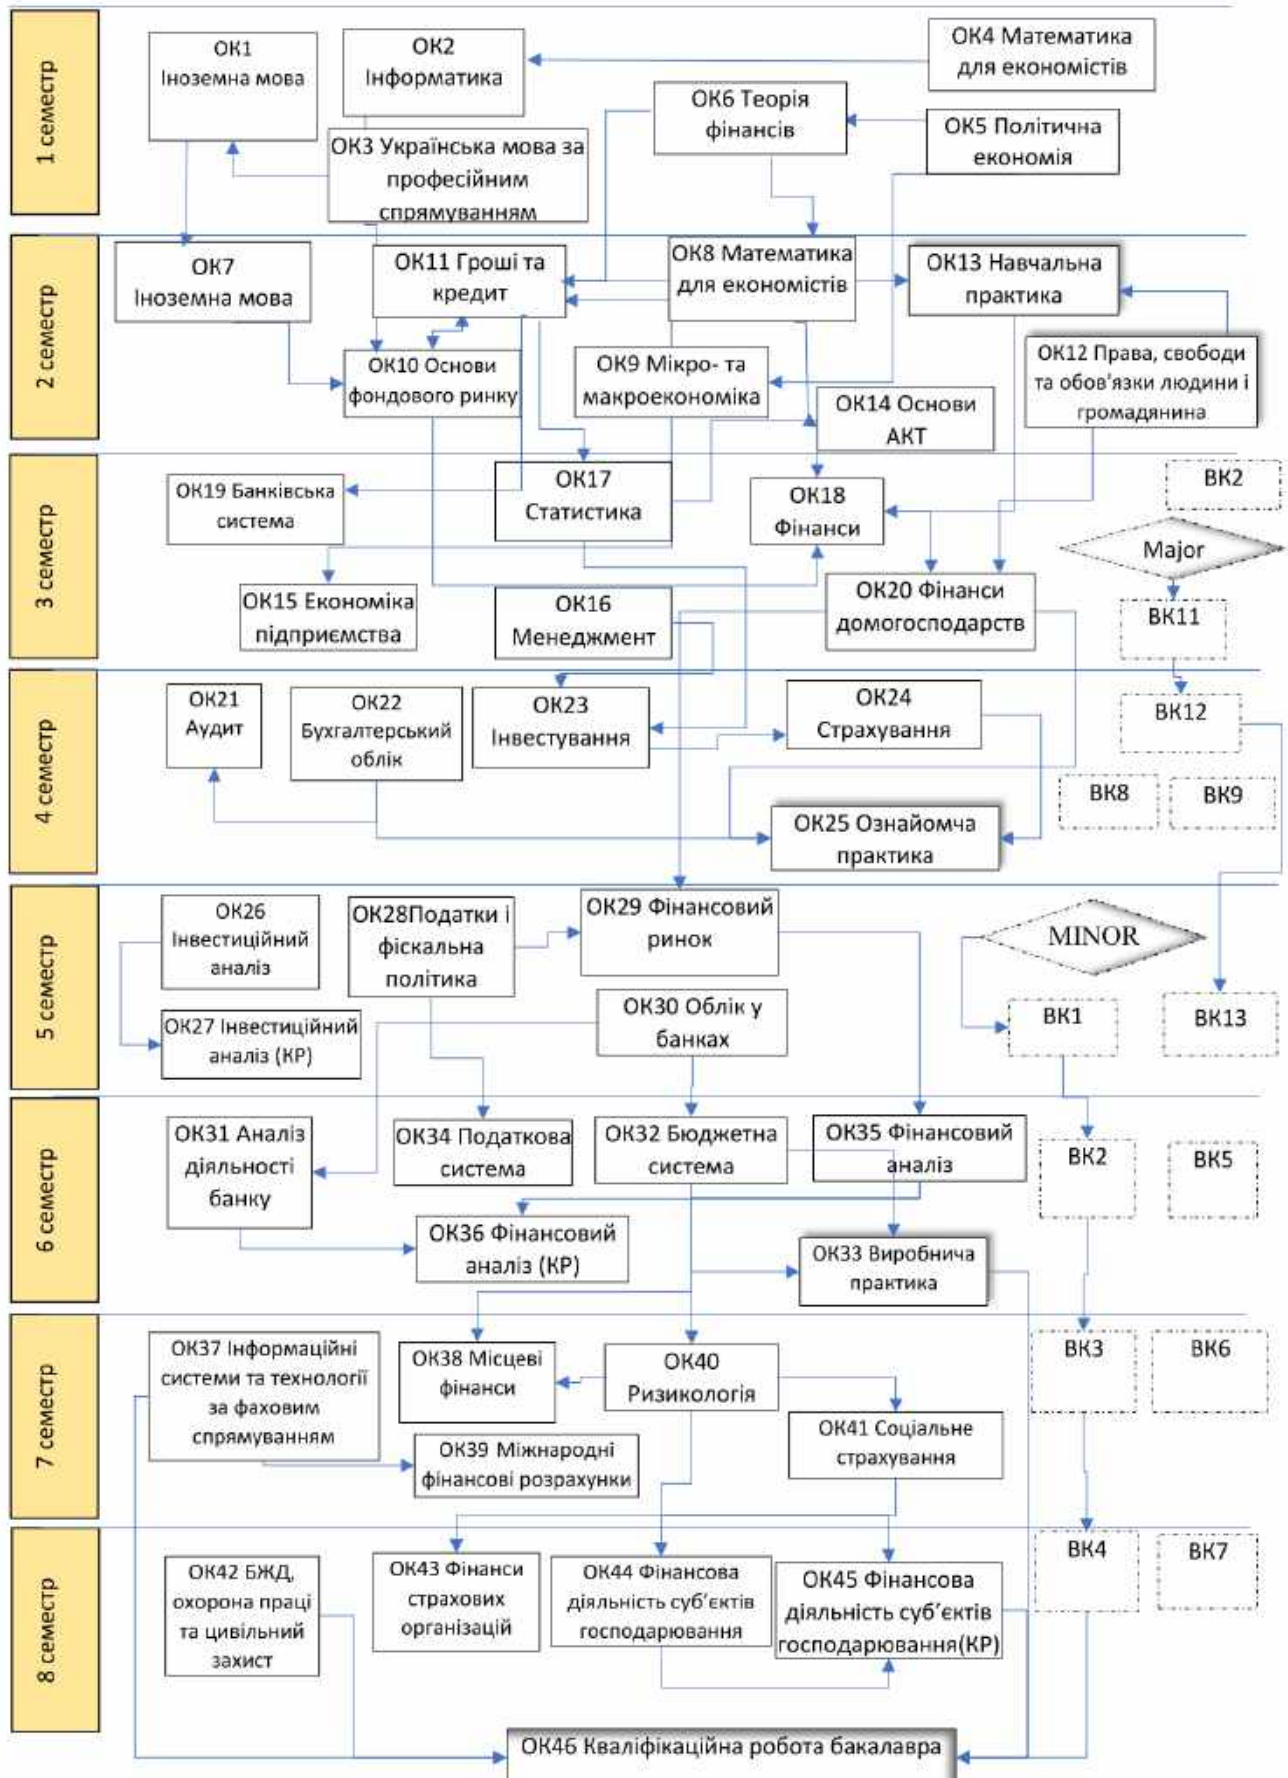 1 семестр
ОК1
Іноземна мова
ОК2
Інформатика
ОК4 Математика
для економістів
ОК6 Теорія
фінансів
ОК5 Політична
економія
ОК3 Українська мова за
професійним
спрямуванням
2 семестр
ОК7
Іноземна мова
ОК11 Гроші та
кредит
ОК8 Математика
для економістів
ОК13 Навчальна
практика
ОК10 Основи
фондового ринку
ОК9 Мікро- та
макроекономіка
ОК12 Права, свободи
та обов'язки людини і
громадянина
ОК14 Основи
АКТ
3 семестр
ОК19 Банківська
система
ОК17
Статистика
ОК18
Фінанси
ВК2
Major
ОК15 Економіка
підприємства
ОК16
Менеджмент
ОК20 Фінанси
домогосподарств
ВК11
4 семестр
ОК21
Аудит
ОК22
Бухгалтерський
облік
ОК23
Інвестування
ОК24
Страхування
ВК12
ВК8
ВК9
ОК25 Ознайомча
практика
5 семестр
ОК26
Інвестиційний
аналіз
ОК28Податки і
фіскальна
політика
ОК29 Фінансовий
ринок
MINOR
ОК27 Інвестиційний
аналіз (КР)
ОК30 Облік у
банках
ВК1
ВК13
6 семестр
ОК31 Аналіз
діяльності
банку
ОК34 Податкова
система
ОК32 Бюджетна
система
ОК35 Фінансовий
аналіз
ВК2
ВК5
ОК36 Фінансовий
аналіз (КР)
ОК33 Виробнича
практика
7 семестр
ОК37 Інформаційні
системи та технології
за фаховим
спрямуванням
ОК38 Місцеві
фінанси
ОК40
Ризикологія
ВК3
ВК6
ОК39 Міжнародні
фінансові розрахунки
ОК41 Соціальне
страхування
8 семестр
ОК42 БЖД,
охорона праці
та цивільний
захист
ОК43 Фінанси
страхових
організацій
ОК44 Фінансова
діяльність суб’єктів
господарювання
ОК45 Фінансова
діяльність суб’єктів
господарювання(КР)
ВК4
ВК7
ОК46 Кваліфікаційна робота бакалавра